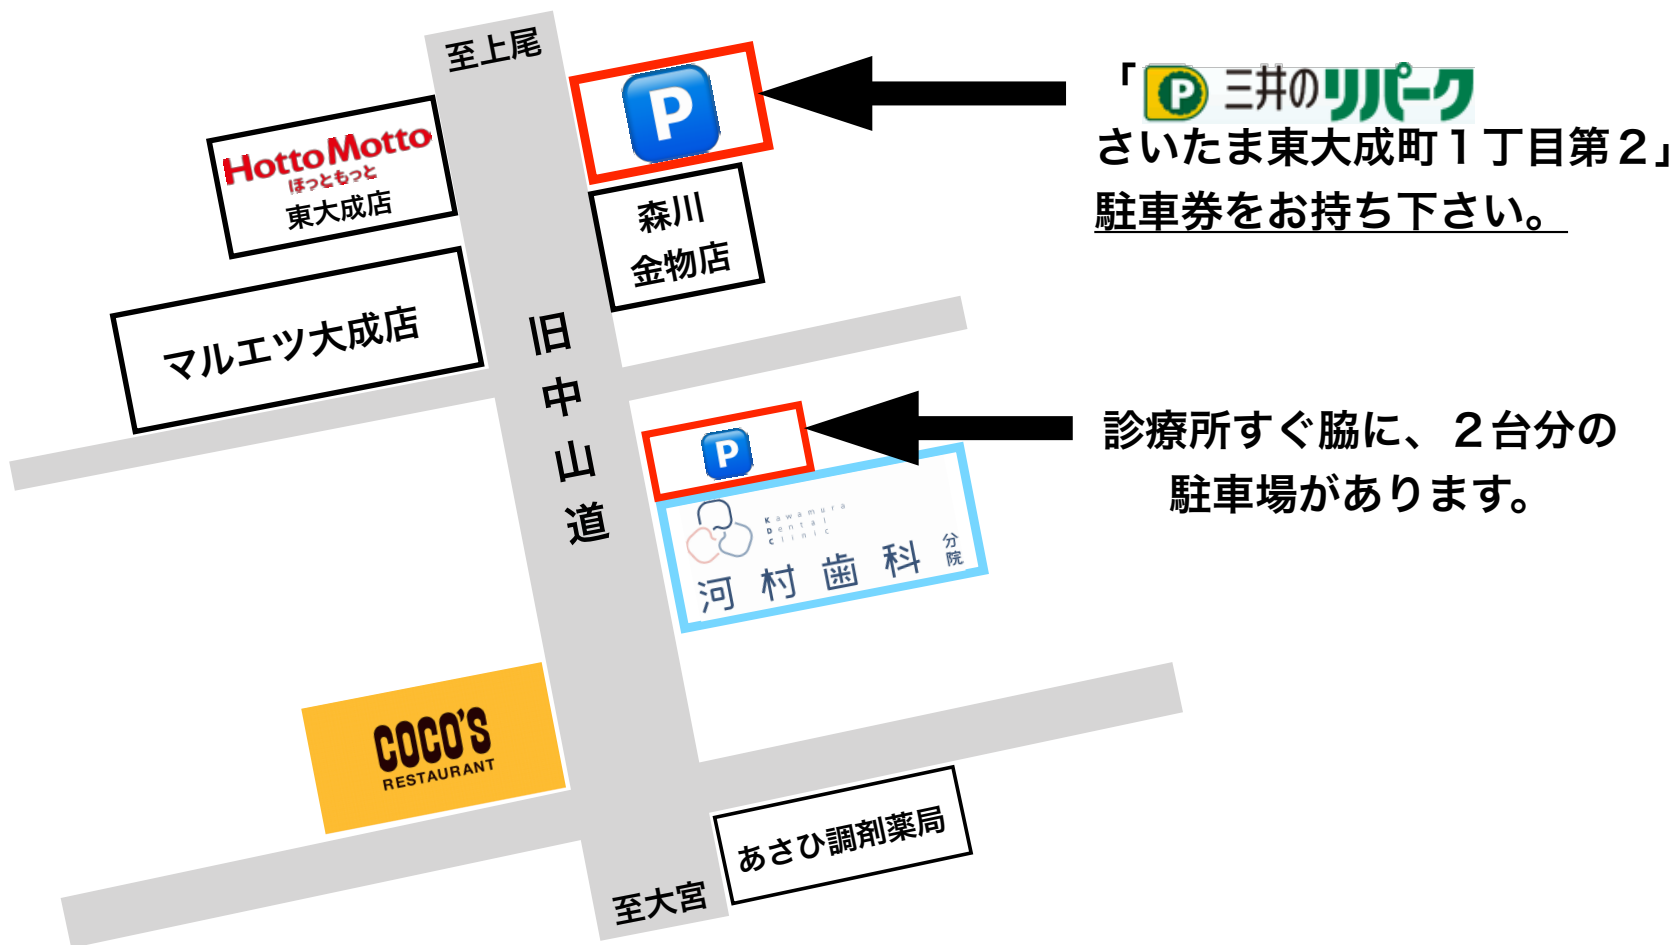 至上尾
P
「P 三井のリパーク
さいたま東大成町１丁目第２」
駐車券をお持ち下さい。
Hotto Motto
ほっともっと
東大成店
森川
金物店
マルエツ大成店
旧中山道
P
診療所すぐ脇に、２台分の
駐車場があります。
Kawamura
Dental
Clinic
河村歯科 分院
COCO'S
RESTAURANT
あさひ調剤薬局
至大宮